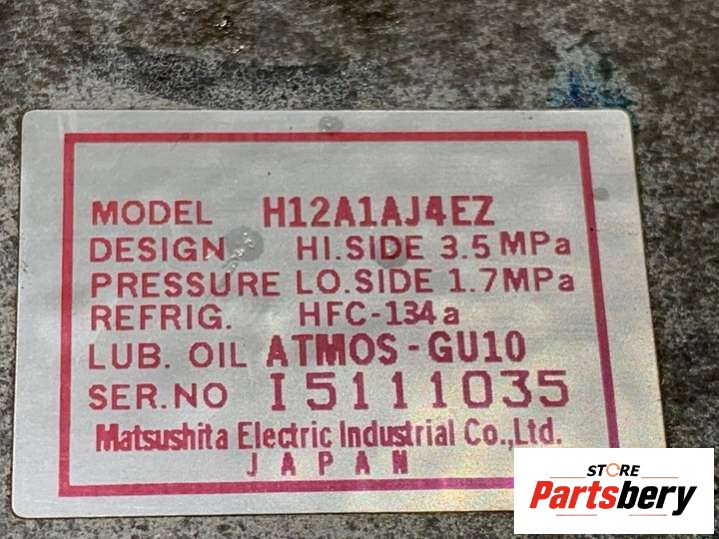 MODEL H12A1AJ4EZ
DESIGN HI.SIDE 3.5 MPa
PRESSURE LO.SIDE 1.7MPa
REFRIG. HFC-134a
LUB. OIL ATMOS-GU10
SER.NO I5111035
Matsushita Electric Industrial Co.,Ltd.
JAPAN
STORE
Partsbery